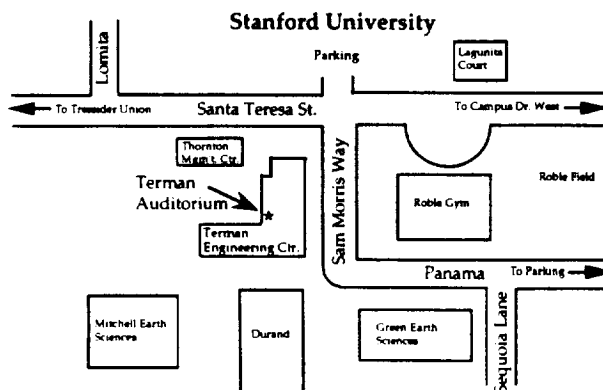 Stanford University
Lomita
Parking
Lagunita
Court
To Tressider Union
Santa Teresa St.
To Campus Dr. West
Thornton
Mgm't. Ctr.
Terman
Auditorium
Sam Morris Way
Roble Gym
Roble Field
Terman
Engineering Ctr.
Panama
To Parking
Mitchell Earth
Sciences
Durand
Green Earth
Sciences
Sequoia Lane